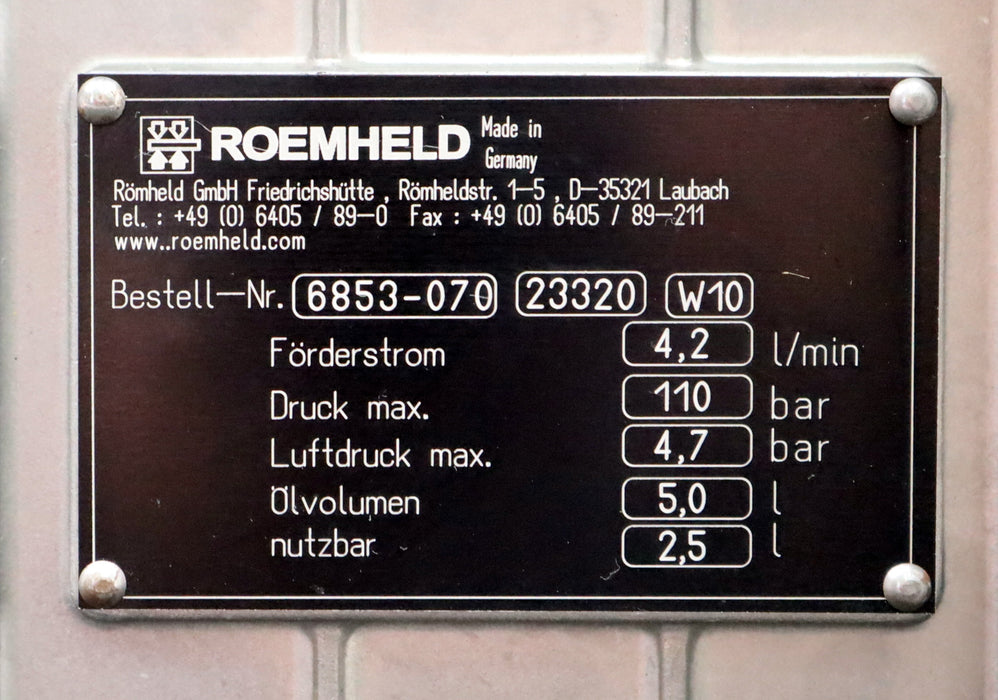 ROEMHELD Made in
Germany
Römheld GmbH Friedrichshütte , Römheldstr. 1-5 , D-35321 Laubach
Tel. : +49 (0) 6405 / 89-0 Fax : +49 (0) 6405 / 89-211
www..roemheld.com
Bestell-Nr. 6853-070 23320 W10
Förderstrom 4,2 l/min
Druck max. 110 bar
Luftdruck max. 4,7 bar
Ölvolumen 5,0 l
nutzbar 2,5 l